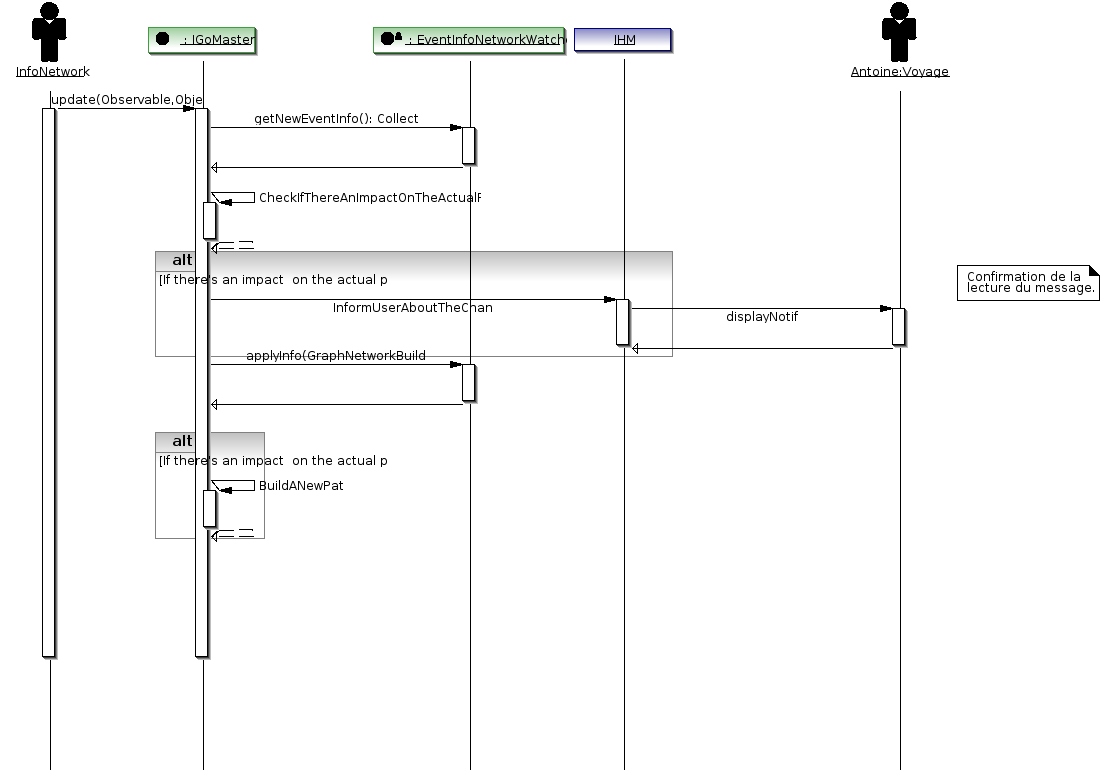 InfoNetwork
: IGoMaster
: EventInfoNetworkWatch
IHM
Antoine:Voyage
update(Observable,Obje
getNewEventInfo(): Collect
CheckIfThereAnImpactOnTheActualP
alt
[If there's an impact on the actual p
InformUserAboutTheChan
displayNotif
Confirmation de la
lecture du message.
applyInfo(GraphNetworkBuild
alt
[If there's an impact on the actual p
BuildANewPat